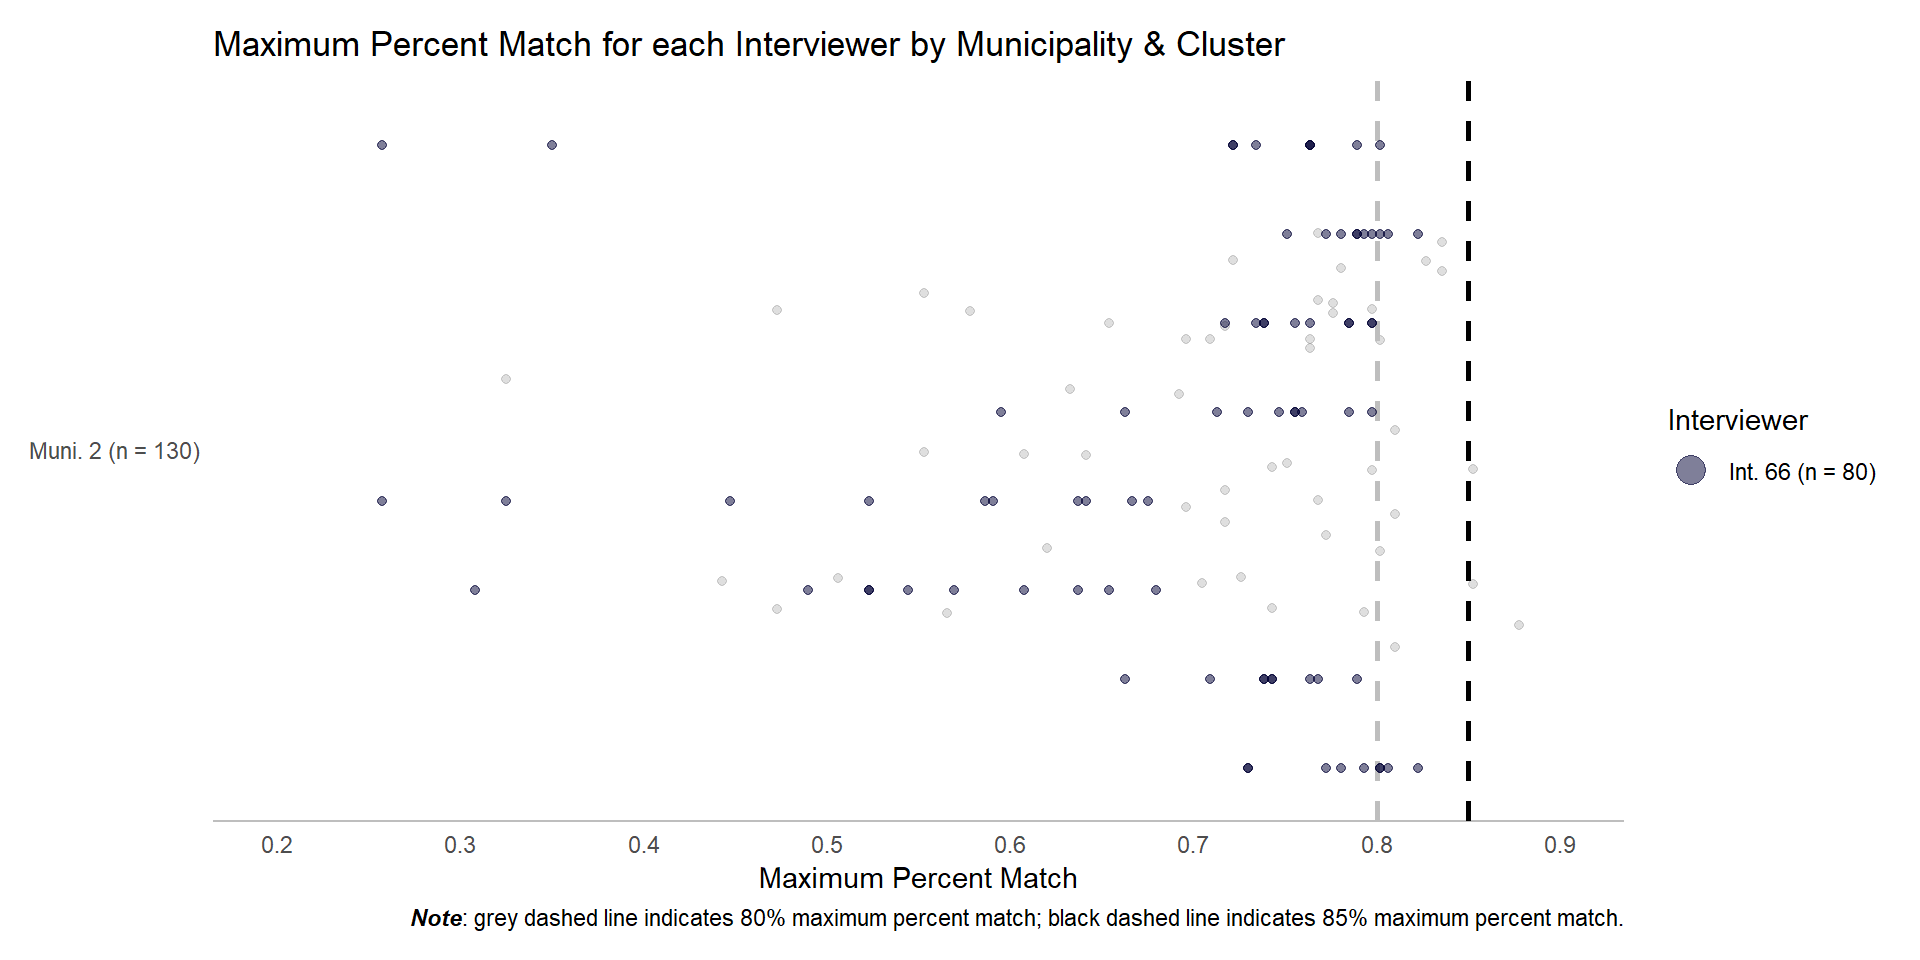 Maximum Percent Match for each Interviewer by Municipality & Cluster
Muni. 2 (n = 130)
Interviewer
Int. 66 (n = 80)
0.2 0.3 0.4 0.5 0.6 0.7 0.8 0.9
Maximum Percent Match
Note: grey dashed line indicates 80% maximum percent match; black dashed line indicates 85% maximum percent match.